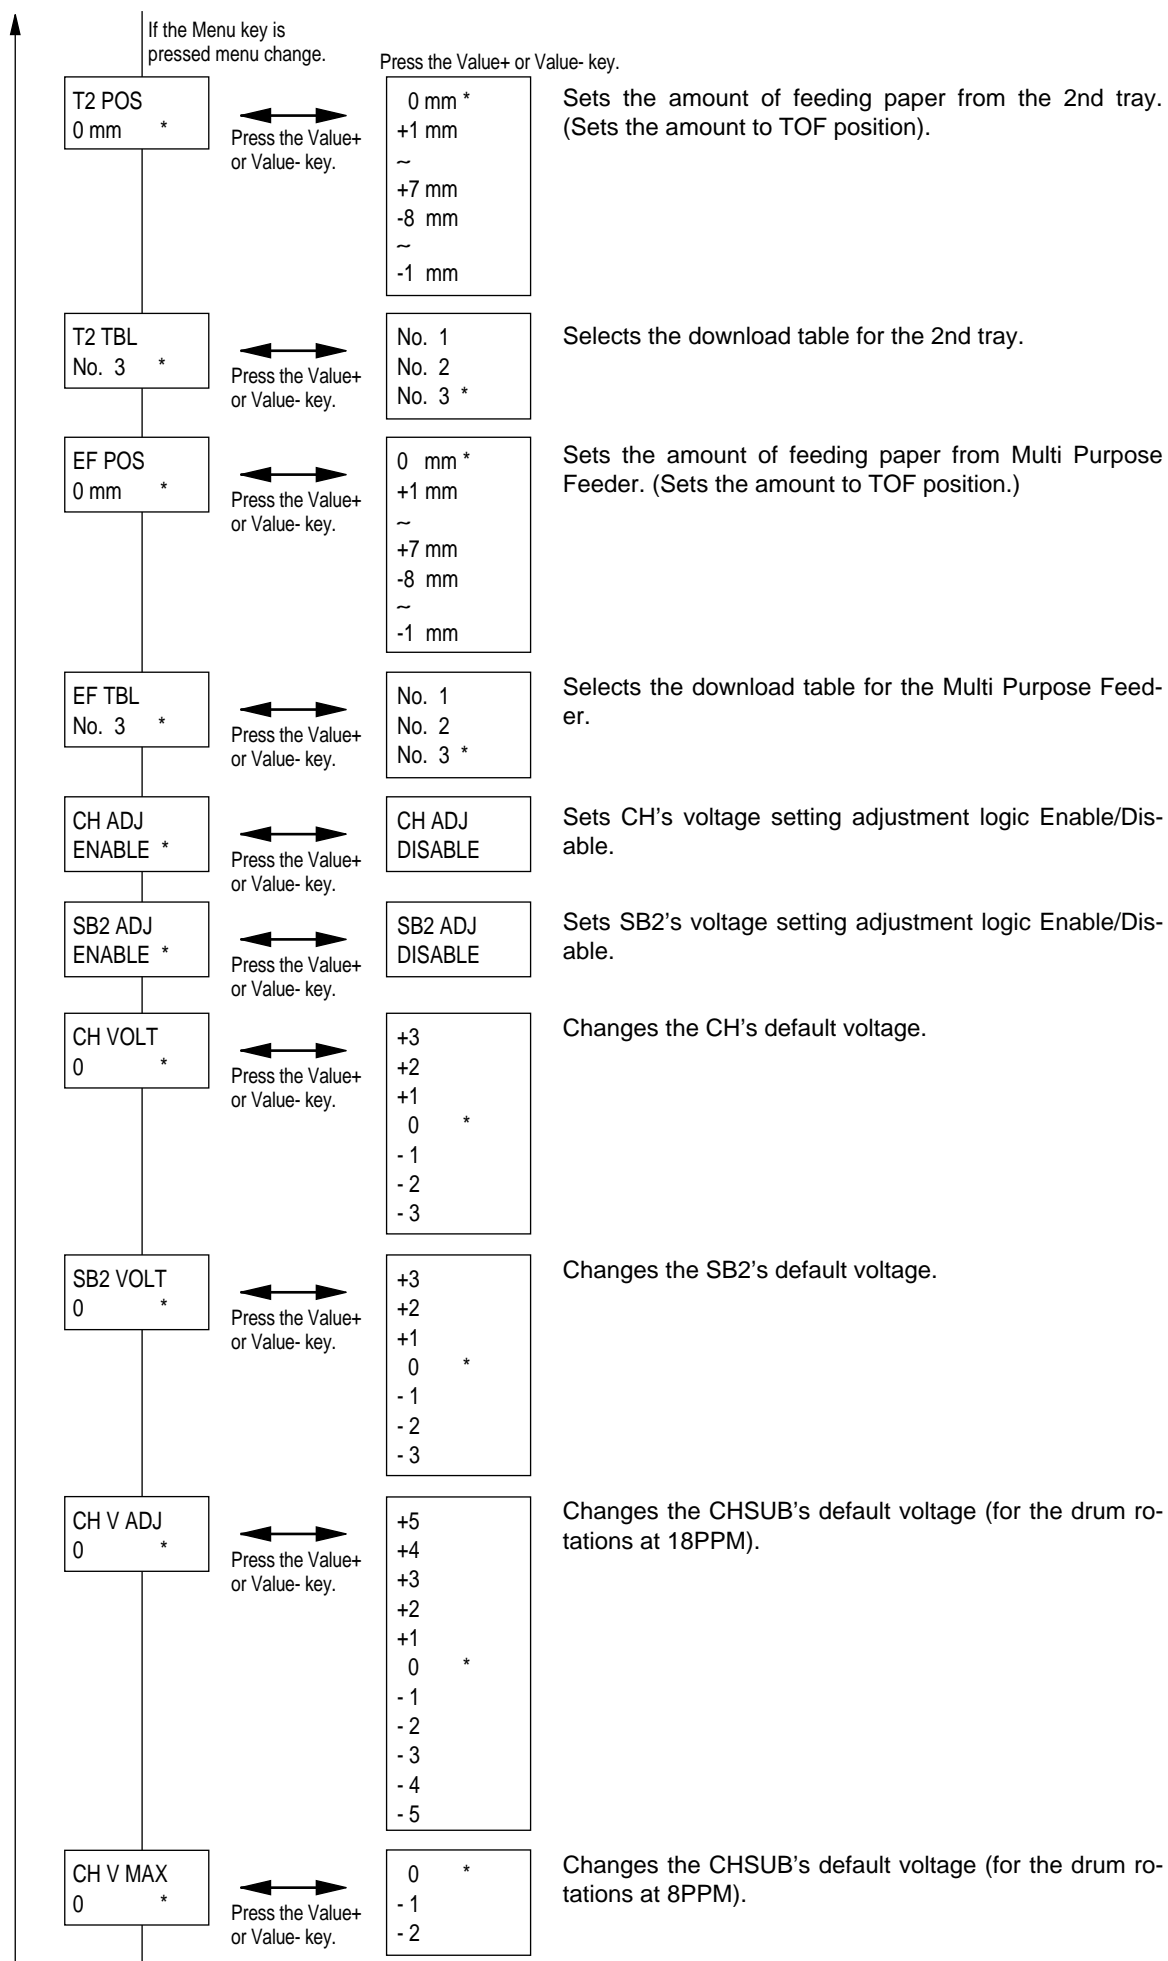 If the Menu key is
pressed menu change.
Press the Value+ or Value- key.
T2 POS
0 mm *
Press the Value+
or Value- key.
0 mm *
+1 mm
~
+7 mm
-8 mm
~
-1 mm
Sets the amount of feeding paper from the 2nd tray.
(Sets the amount to TOF position).
T2 TBL
No. 3 *
Press the Value+
or Value- key.
No. 1
No. 2
No. 3 *
Selects the download table for the 2nd tray.
EF POS
0 mm *
Press the Value+
or Value- key.
0 mm *
+1 mm
~
+7 mm
-8 mm
~
-1 mm
Sets the amount of feeding paper from Multi Purpose
Feeder. (Sets the amount to TOF position.)
EF TBL
No. 3 *
Press the Value+
or Value- key.
No. 1
No. 2
No. 3 *
Selects the download table for the Multi Purpose Feed-
er.
CH ADJ
ENABLE *
Press the Value+
or Value- key.
CH ADJ
DISABLE
Sets CH's voltage setting adjustment logic Enable/Dis-
able.
SB2 ADJ
ENABLE *
Press the Value+
or Value- key.
SB2 ADJ
DISABLE
Sets SB2's voltage setting adjustment logic Enable/Dis-
able.
CH VOLT
0 *
Press the Value+
or Value- key.
+3
+2
+1
0 *
- 1
- 2
- 3
Changes the CH's default voltage.
SB2 VOLT
0 *
Press the Value+
or Value- key.
+3
+2
+1
0 *
- 1
- 2
- 3
Changes the SB2's default voltage.
CH V ADJ
0 *
Press the Value+
or Value- key.
+5
+4
+3
+2
+1
0 *
- 1
- 2
- 3
- 4
- 5
Changes the CHSUB's default voltage (for the drum ro-
tations at 18PPM).
CH V MAX
0 *
Press the Value+
or Value- key.
0 *
- 1
- 2
Changes the CHSUB's default voltage (for the drum ro-
tations at 8PPM).